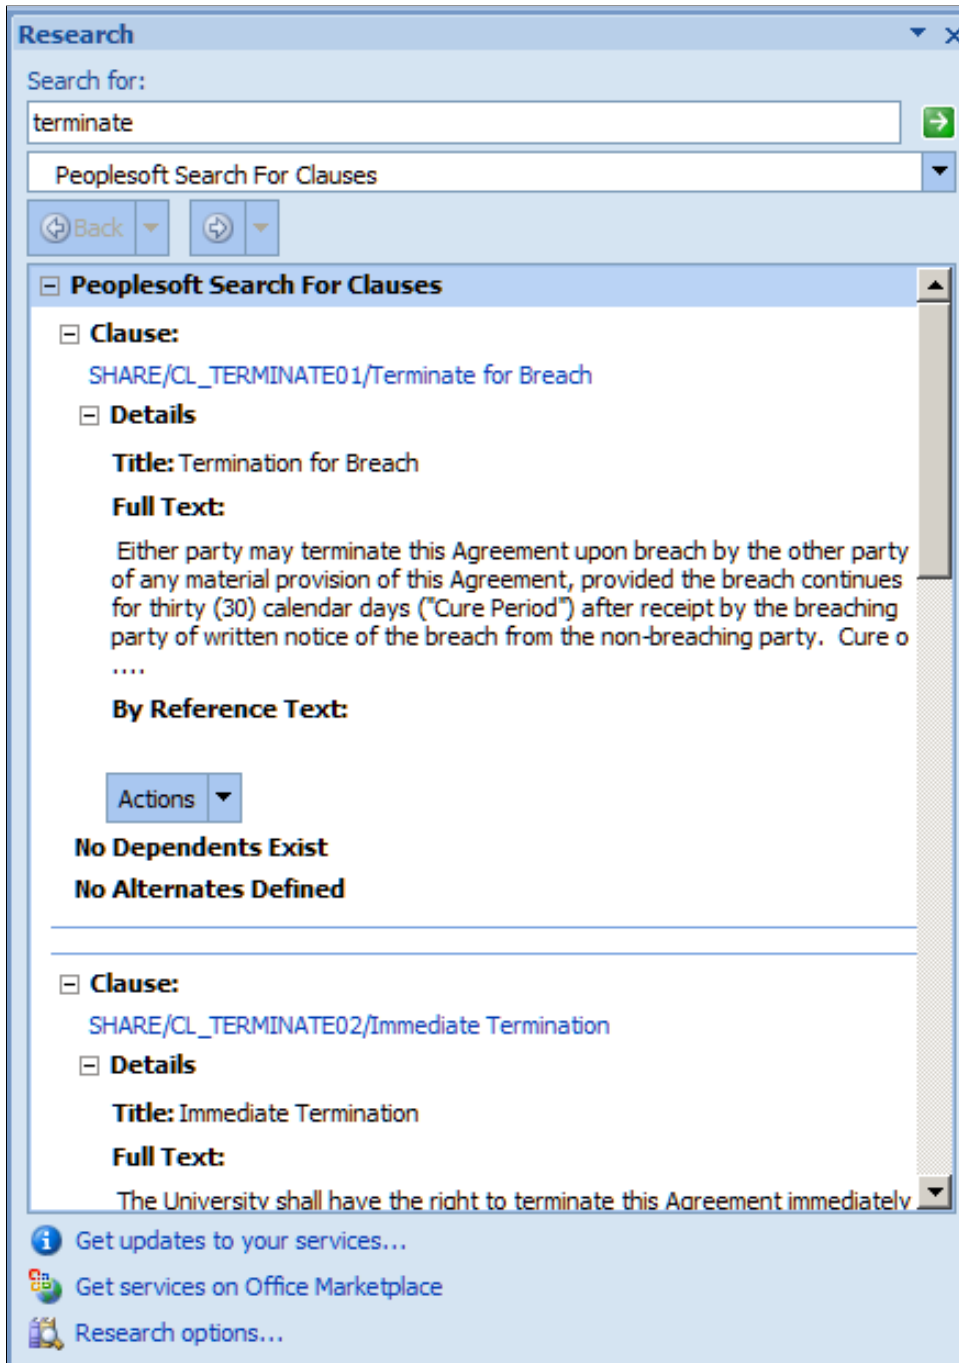 Research
Search for:
terminate
Peoplesoft Search For Clauses
Back
Peoplesoft Search For Clauses
Clause:
SHARE/CL_TERMINATE01/Terminate for Breach
Details
Title: Termination for Breach
Full Text:
Either party may terminate this Agreement upon breach by the other party
of any material provision of this Agreement, provided the breach continues
for thirty (30) calendar days ("Cure Period") after receipt by the breaching
party of written notice of the breach from the non-breaching party.  Cure o
....
By Reference Text:
Actions
No Dependents Exist
No Alternates Defined
Clause:
SHARE/CL_TERMINATE02/Immediate Termination
Details
Title: Immediate Termination
Full Text:
The University shall have the right to terminate this Agreement immediately
Get updates to your services...
Get services on Office Marketplace
Research options...